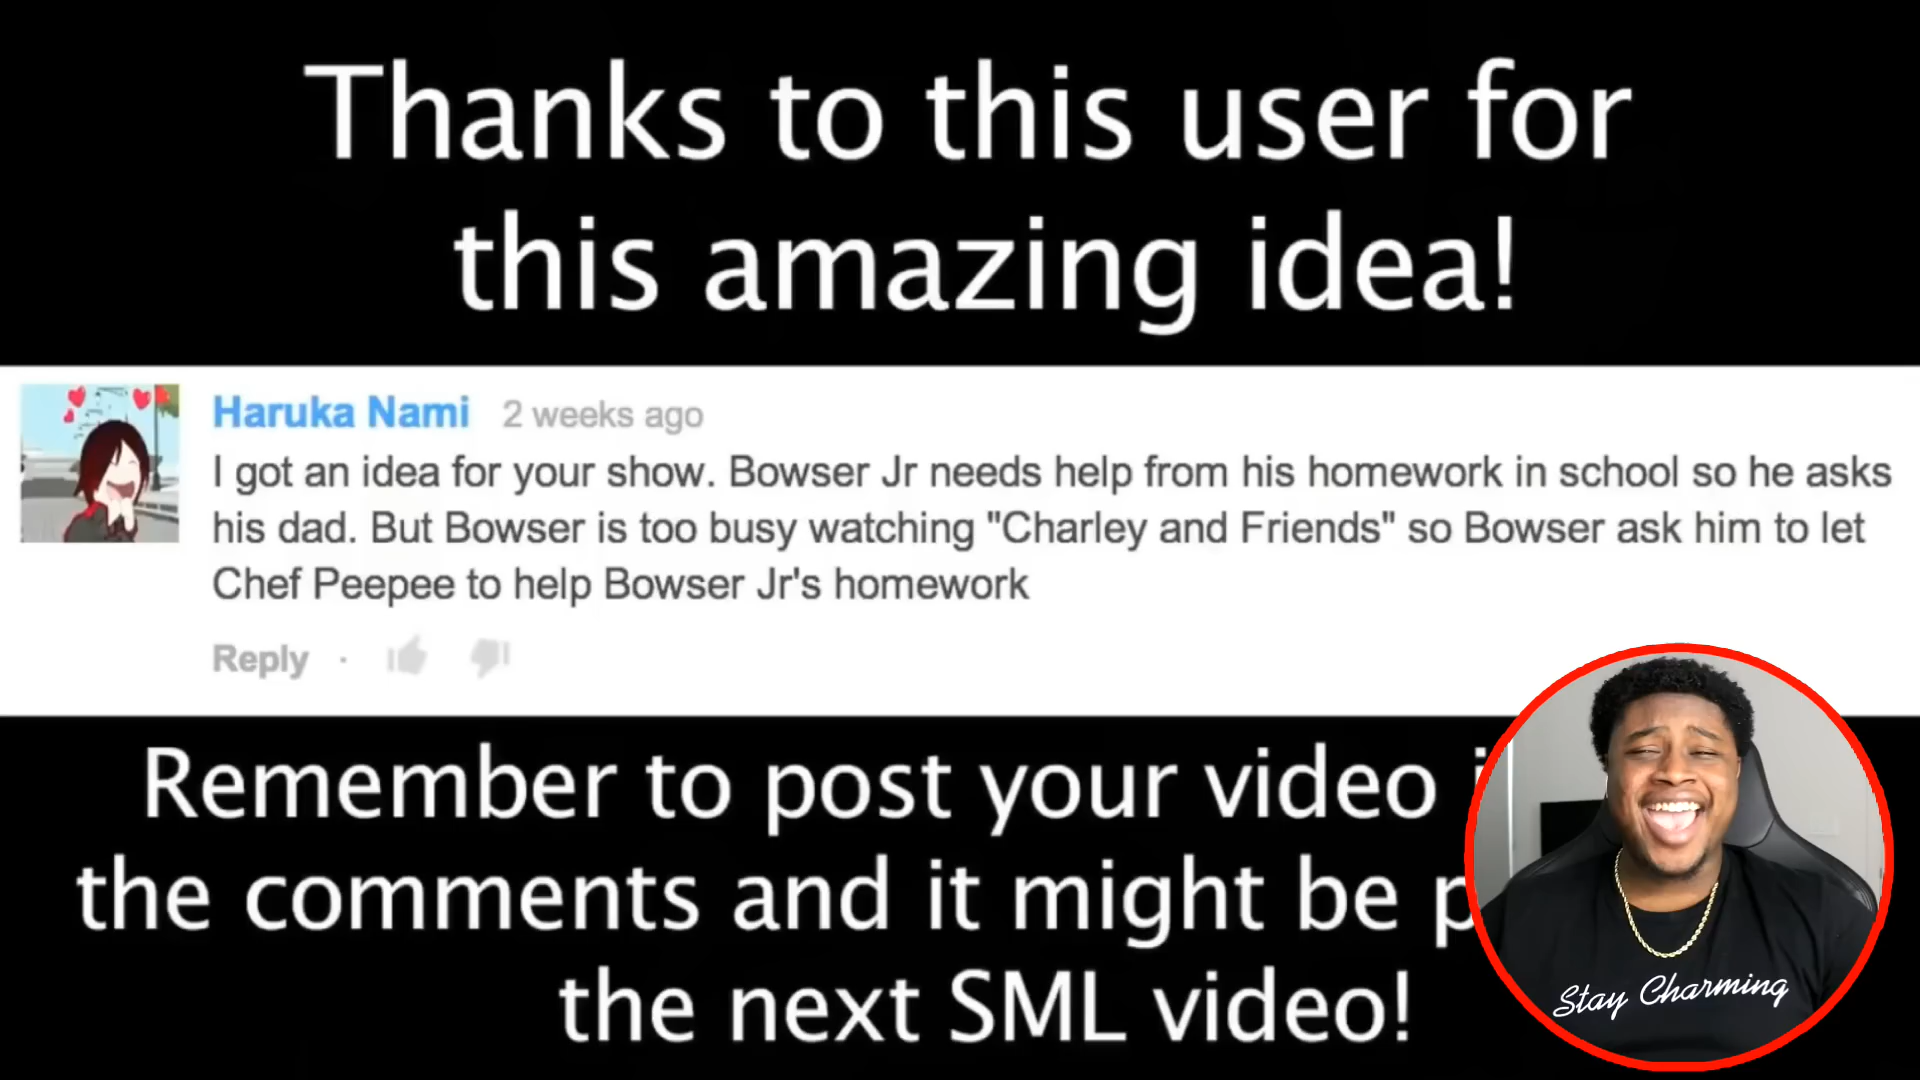 Thanks to this user for
this amazing idea!
Haruka Nami 2 weeks ago
I got an idea for your show. Bowser Jr needs help from his homework in school so he asks
his dad. But Bowser is too busy watching "Charley and Friends" so Bowser ask him to let
Chef Peepee to help Bowser Jr's homework
Reply ·
Remember to post your video
the comments and it might be
the next SML video!
Stay Charming